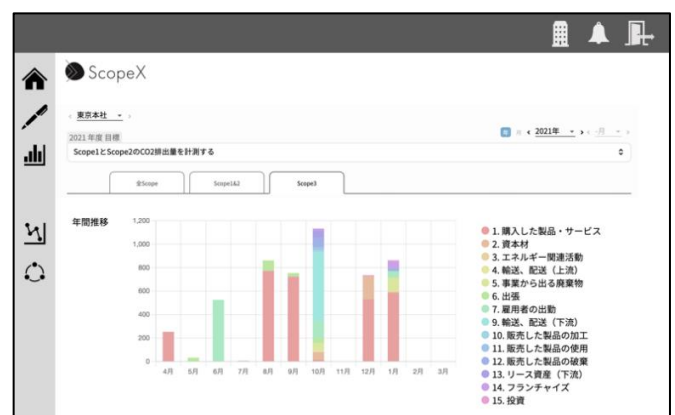 ScopeX
東京本社
2021年 -月
2021年度目標
Scope1とScope2のCO2排出量を計測する
全Scope Scope1&2 Scope3
年間推移
1,200
1,000
800
600
400
200
0
4月 5月 6月 7月 8月 9月 10月 11月 12月 1月 2月 3月
1. 購入した製品・サービス
2. 資本材
3. エネルギー関連活動
4. 輸送、配送（上流）
5. 事業から出る廃棄物
6. 出張
7. 雇用者の出勤
9. 輸送、配送（下流）
10. 販売した製品の加工
11. 販売した製品の使用
12. 販売した製品の破棄
13. リース資産（下流）
14. フランチャイズ
15. 投資